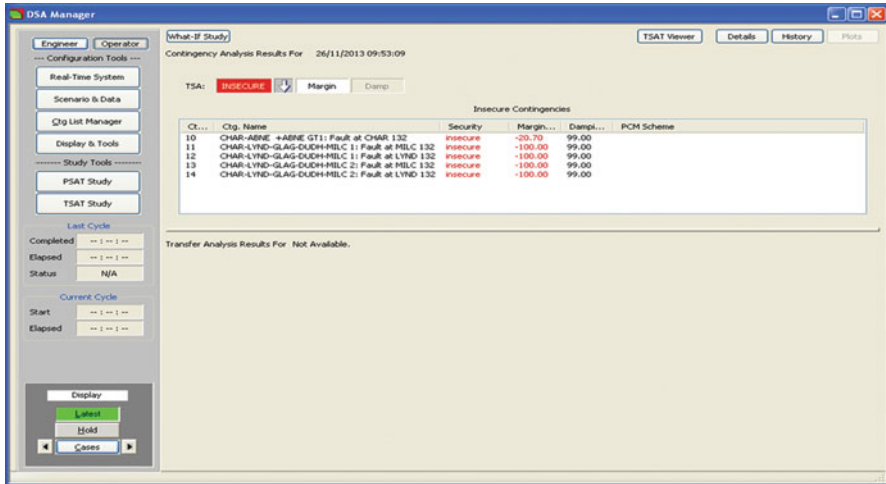 DSA Manager
Engineer Operator
--- Configuration Tools ---
Real-Time System
Scenario & Data
Ctg List Manager
Display & Tools
-------- Study Tools --------
PSAT Study
TSAT Study
Last Cycle
Completed -- : -- : --
Elapsed -- : -- : --
Status N/A
Current Cycle
Start -- : -- : --
Elapsed -- : -- : --
Display
Latest
Hold
Cases
What-If Study
TSAT Viewer Details History Plots
Contingency Analysis Results For 26/11/2013 09:53:09
TSA: INSECURE Margin Damp
Insecure Contingencies
Ct... Ctg. Name Security Margin... Dampi... PCM Scheme
10 CHAR-ABNE +ABNE GT1: Fault at CHAR 132 insecure -20.70 99.00
11 CHAR-LYND-GLAG-DUDH-MILC 1: Fault at MILC 132 insecure -100.00 99.00
12 CHAR-LYND-GLAG-DUDH-MILC 1: Fault at LYND 132 insecure -100.00 99.00
13 CHAR-LYND-GLAG-DUDH-MILC 2: Fault at MILC 132 insecure -100.00 99.00
14 CHAR-LYND-GLAG-DUDH-MILC 2: Fault at LYND 132 insecure -100.00 99.00
Transfer Analysis Results For Not Available.